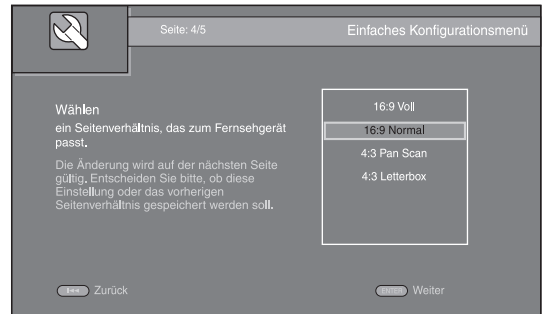 Seite: 4/5
Einfaches Konfigurationsmenü
Wählen
ein Seitenverhältnis, das zum Fernsehgerät
passt.
Die Änderung wird auf der nächsten Seite
gültig. Entscheiden Sie bitte, ob diese
Einstellung oder das vorherigen
Seitenverhältnis gespeichert werden soll.
16:9 Voll
16:9 Normal
4:3 Pan Scan
4:3 Letterbox
Zurück
ENTER Weiter